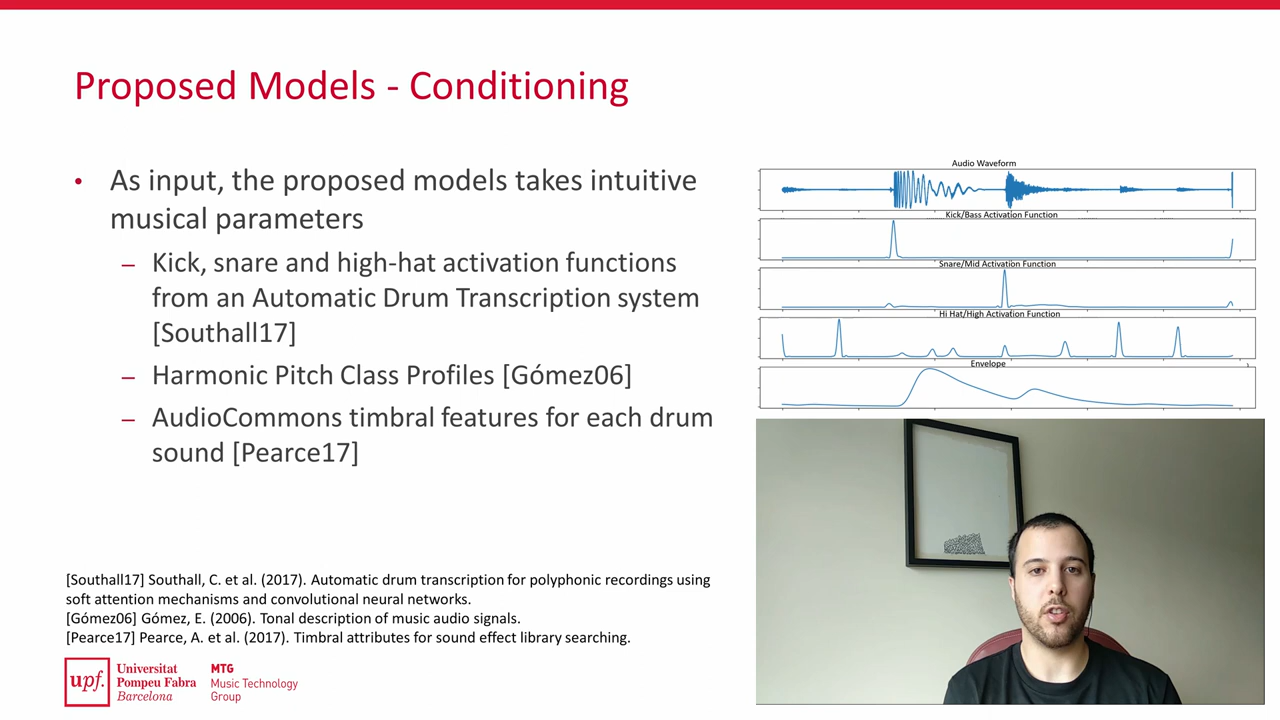 Proposed Models - Conditioning
• As input, the proposed models takes intuitive
musical parameters
– Kick, snare and high-hat activation functions
from an Automatic Drum Transcription system
[Southall17]
– Harmonic Pitch Class Profiles [Gómez06]
– AudioCommons timbral features for each drum
sound [Pearce17]
Audio Waveform
Kick/Bass Activation Function
Snare/Mid Activation Function
Hi Hat/High Activation Function
Envelope
[Southall17] Southall, C. et al. (2017). Automatic drum transcription for polyphonic recordings using
soft attention mechanisms and convolutional neural networks.
[Gómez06] Gómez, E. (2006). Tonal description of music audio signals.
[Pearce17] Pearce, A. et al. (2017). Timbral attributes for sound effect library searching.
upf.
Universitat
Pompeu Fabra
Barcelona
MTG
Music Technology
Group